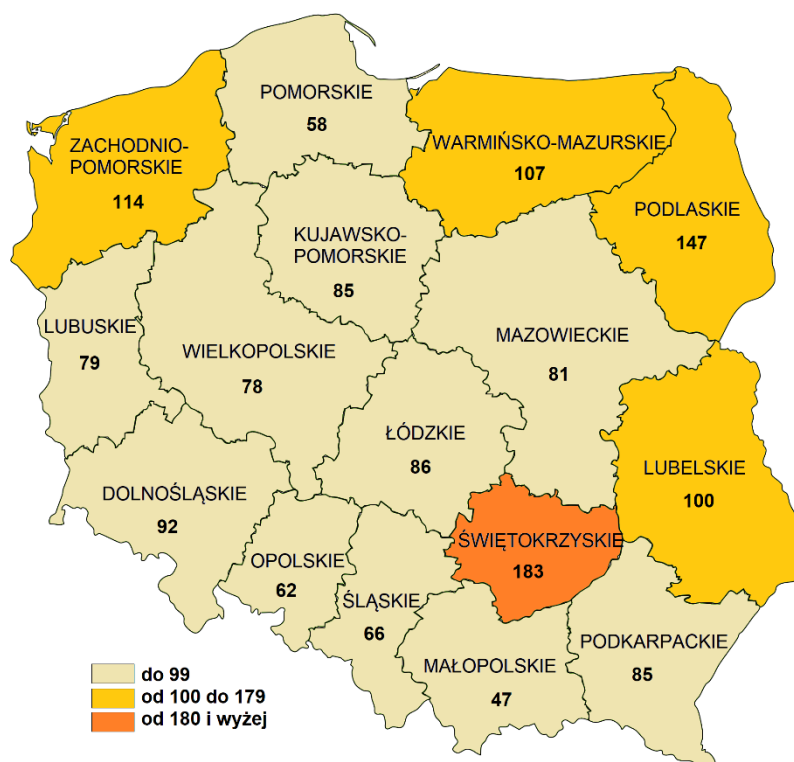 POMORSKIE
58
ZACHODNIO-
POMORSKIE
114
WARMIŃSKO-MAZURSKIE
107
PODLASKIE
147
KUJAWSKO-
POMORSKIE
85
LUBUSKIE
79
WIELKOPOLSKIE
78
MAZOWIECKIE
81
ŁÓDZKIE
86
LUBELSKIE
100
DOLNOŚLĄSKIE
92
OPOLSKIE
62
ŚLĄSKIE
66
ŚWIĘTOKRZYSKIE
183
MAŁOPOLSKIE
47
PODKARPACKIE
85
do 99
od 100 do 179
od 180 i wyżej